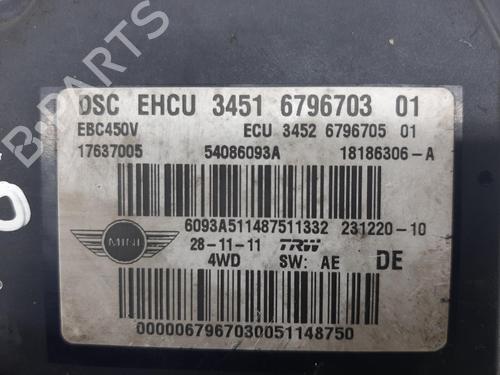 DSC EHCU 3451 6796703 01
EBC450V ECU 3452 6796705 01
17637005 54086093A 18186306-A
6093A511487511332 231220-10
MINI 28-11-11 TRW
4WD SW: AE DE
0000067967030051148750
B-PARTS